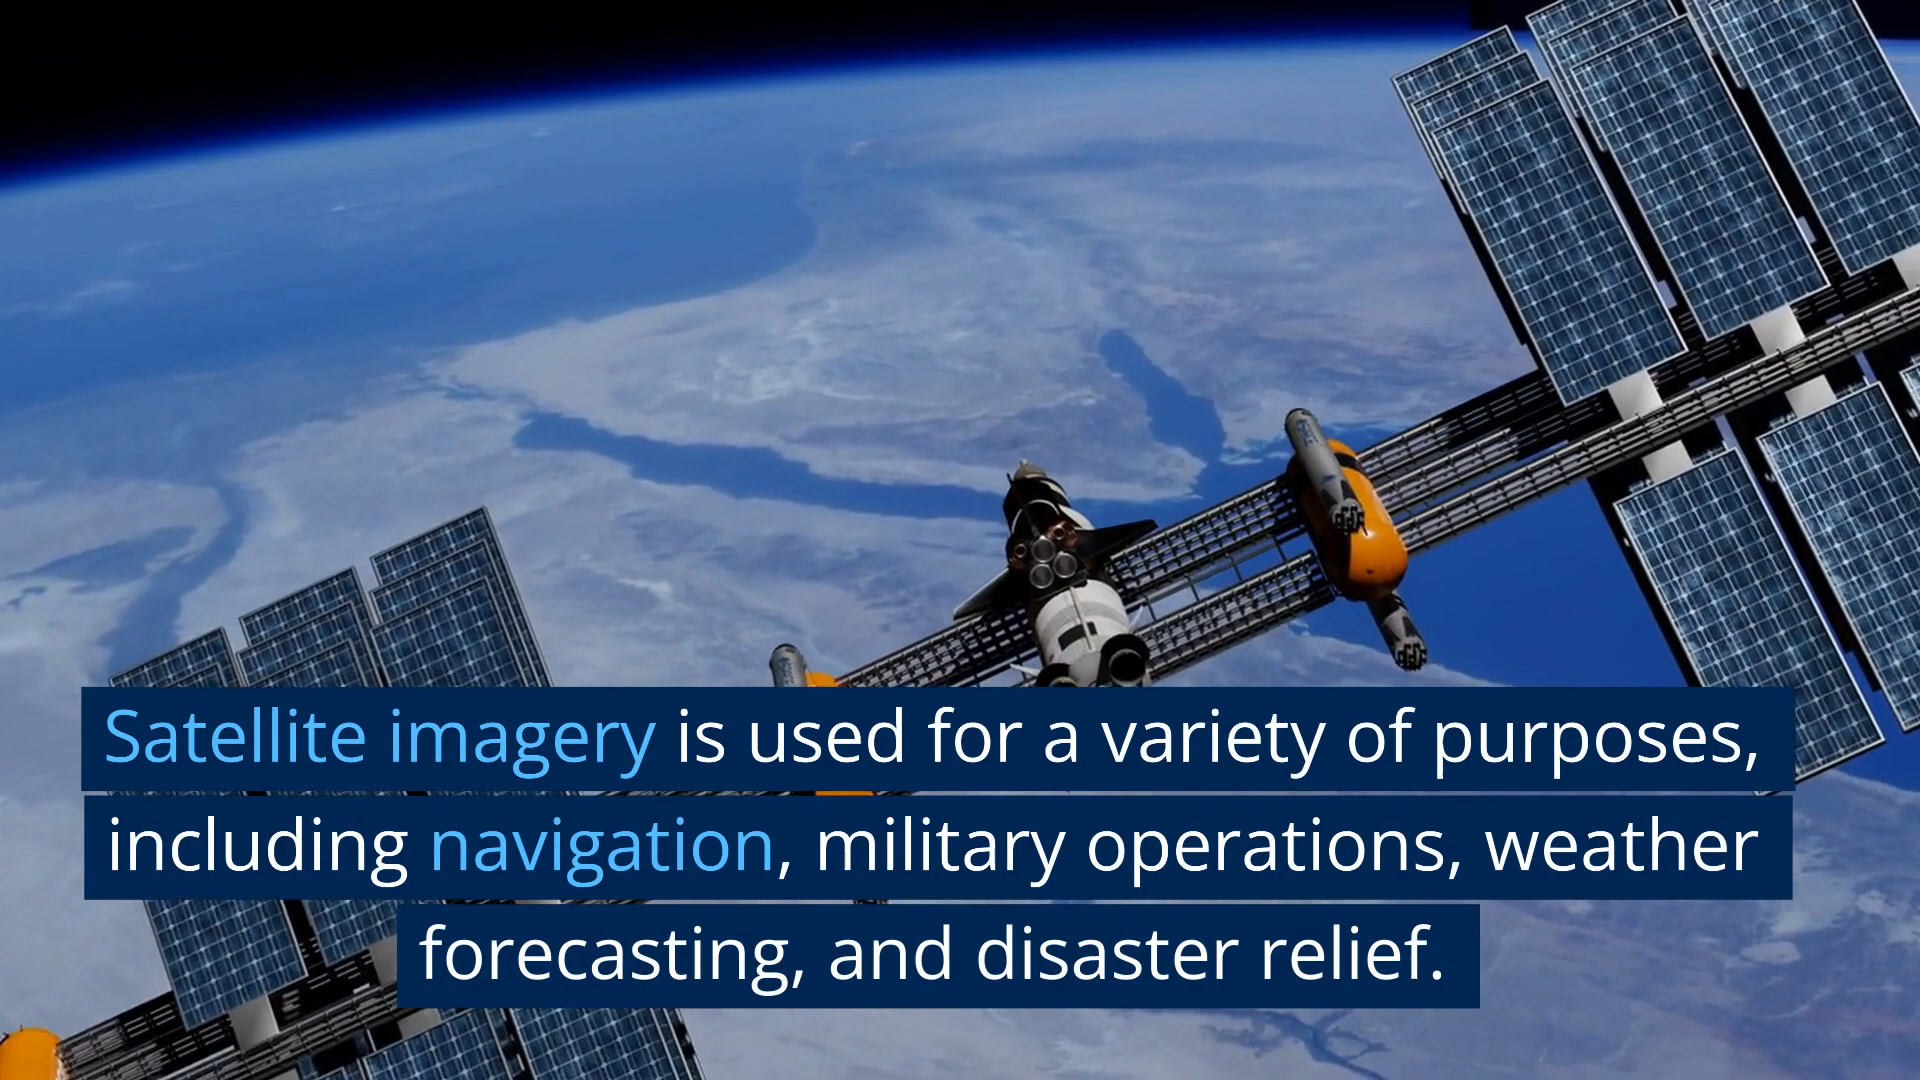 Satellite imagery is used for a variety of purposes,
including navigation, military operations, weather
forecasting, and disaster relief.